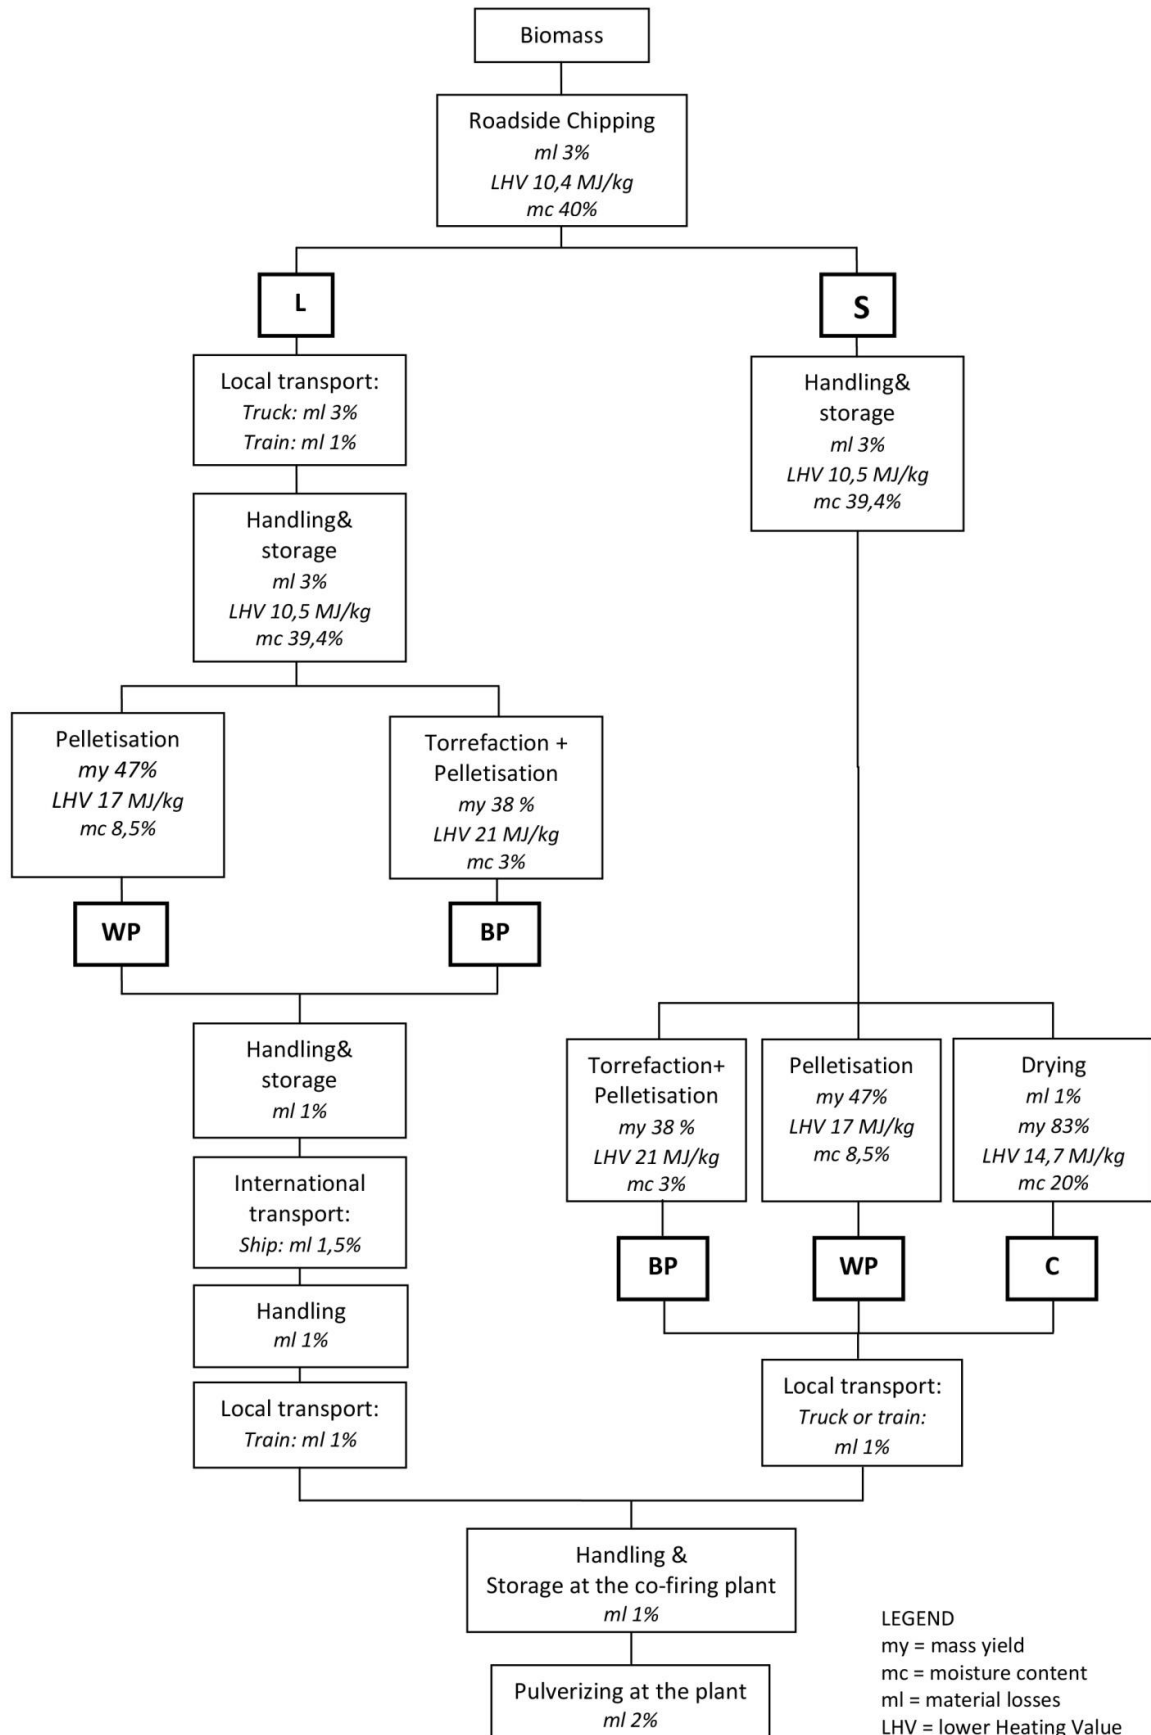 Biomass
Roadside Chipping
ml 3%
LHV 10,4 MJ/kg
mc 40%
L
S
Local transport:
Truck: ml 3%
Train: ml 1%
Handling&
storage
ml 3%
LHV 10,5 MJ/kg
mc 39,4%
Handling&
storage
ml 3%
LHV 10,5 MJ/kg
mc 39,4%
Pelletisation
my 47%
LHV 17 MJ/kg
mc 8,5%
Torrefaction +
Pelletisation
my 38 %
LHV 21 MJ/kg
mc 3%
WP
BP
Handling&
storage
ml 1%
International
transport:
Ship: ml 1,5%
Handling
ml 1%
Local transport:
Train: ml 1%
Torrefaction+
Pelletisation
my 38 %
LHV 21 MJ/kg
mc 3%
Pelletisation
my 47%
LHV 17 MJ/kg
mc 8,5%
Drying
ml 1%
my 83%
LHV 14,7 MJ/kg
mc 20%
BP
WP
C
Local transport:
Truck or train:
ml 1%
Handling &
Storage at the co-firing plant
ml 1%
Pulverizing at the plant
ml 2%
LEGEND
my = mass yield
mc = moisture content
ml = material losses
LHV = lower Heating Value